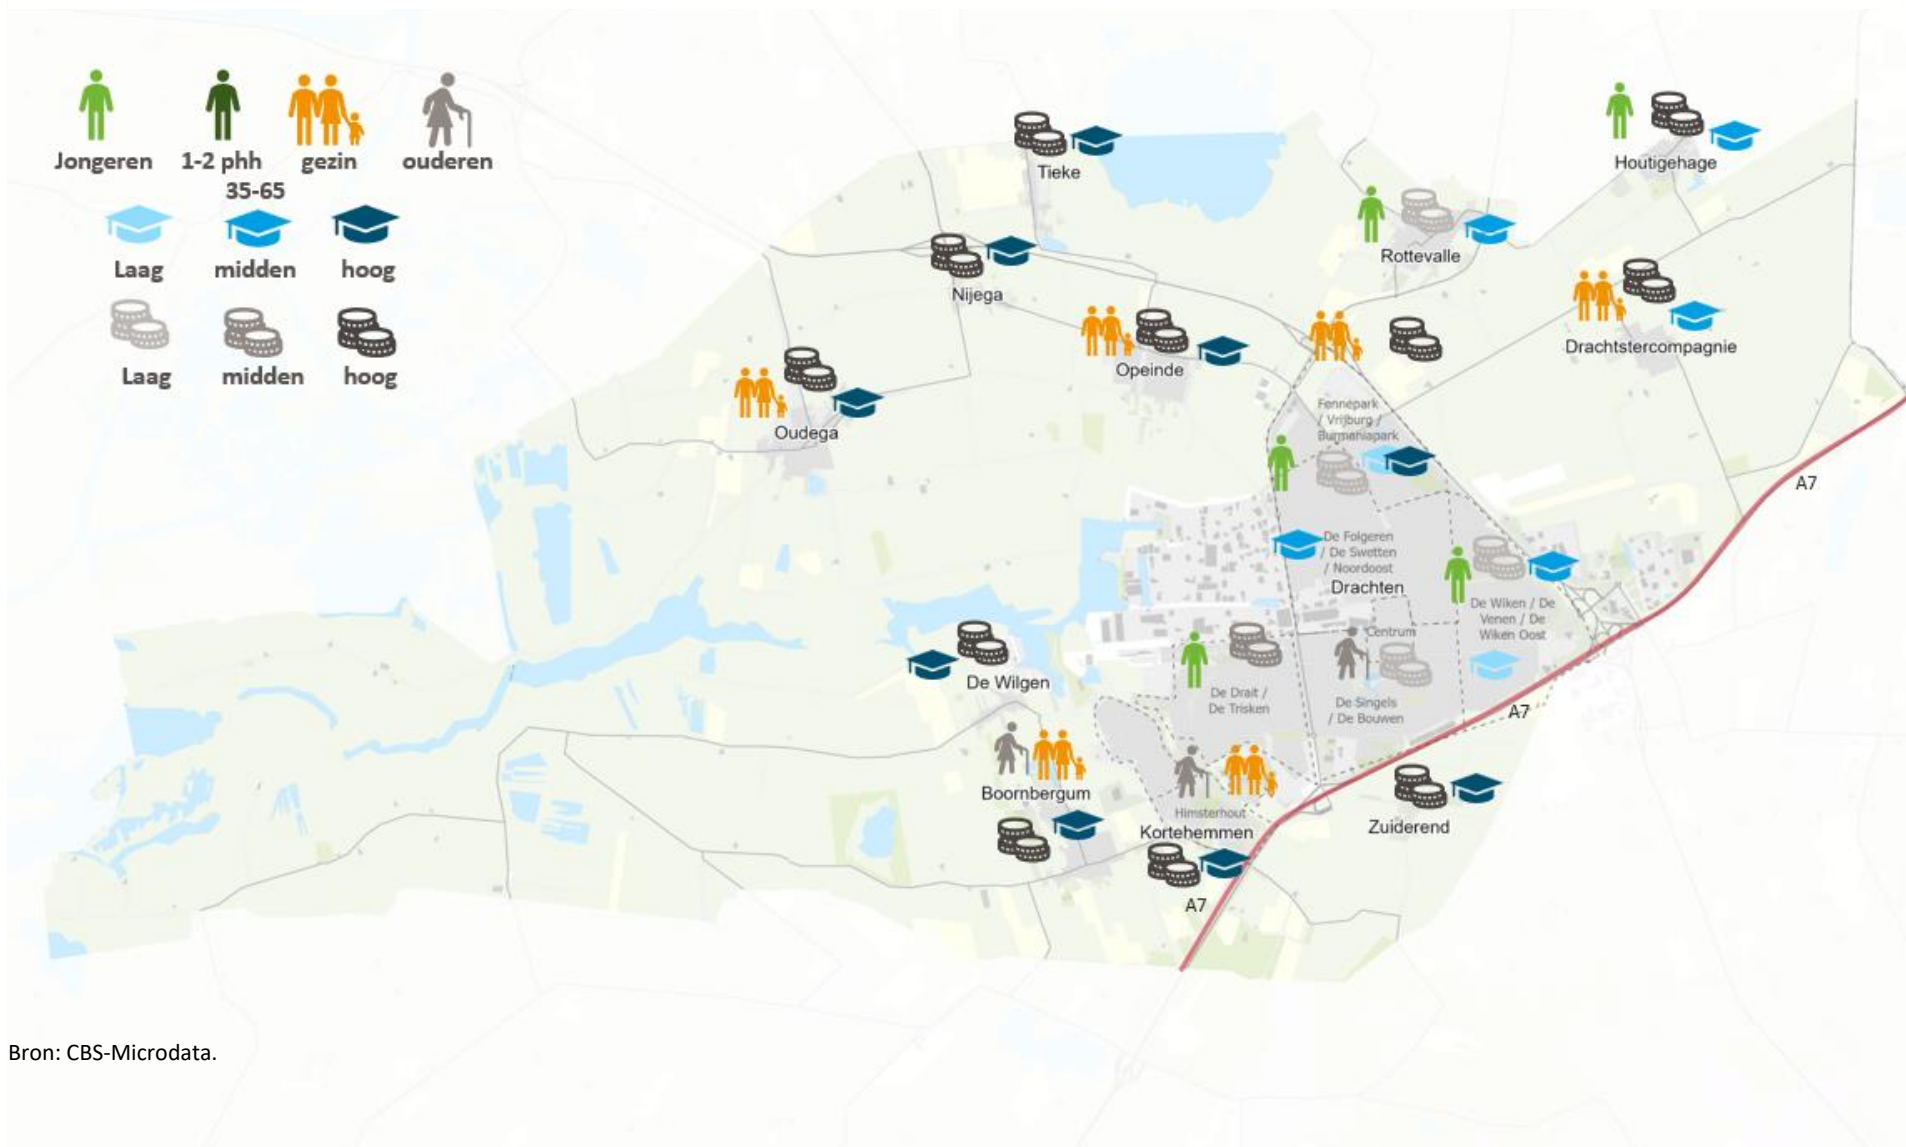 Jongeren
1-2 phh
35-65
gezin
ouderen
Laag
midden
hoog
Laag
midden
hoog
Tieke
Houtigehage
Rottevalle
Nijega
Drachtstercompagnie
Opeinde
Oudega
Fennepark
/ Vrijburg /
Burmaniapark
A7
De Folgeren
/ De Swetten
/ Noordoost
Drachten
De Wiken / De
Venen / De
Wiken Oost
Centrum
De Wilgen
De Drait /
De Trisken
De Singels
/ De Bouwen
A7
Boornbergum
Himsterhout
Kortehemmen
Zuiderend
A7
Bron: CBS-Microdata.